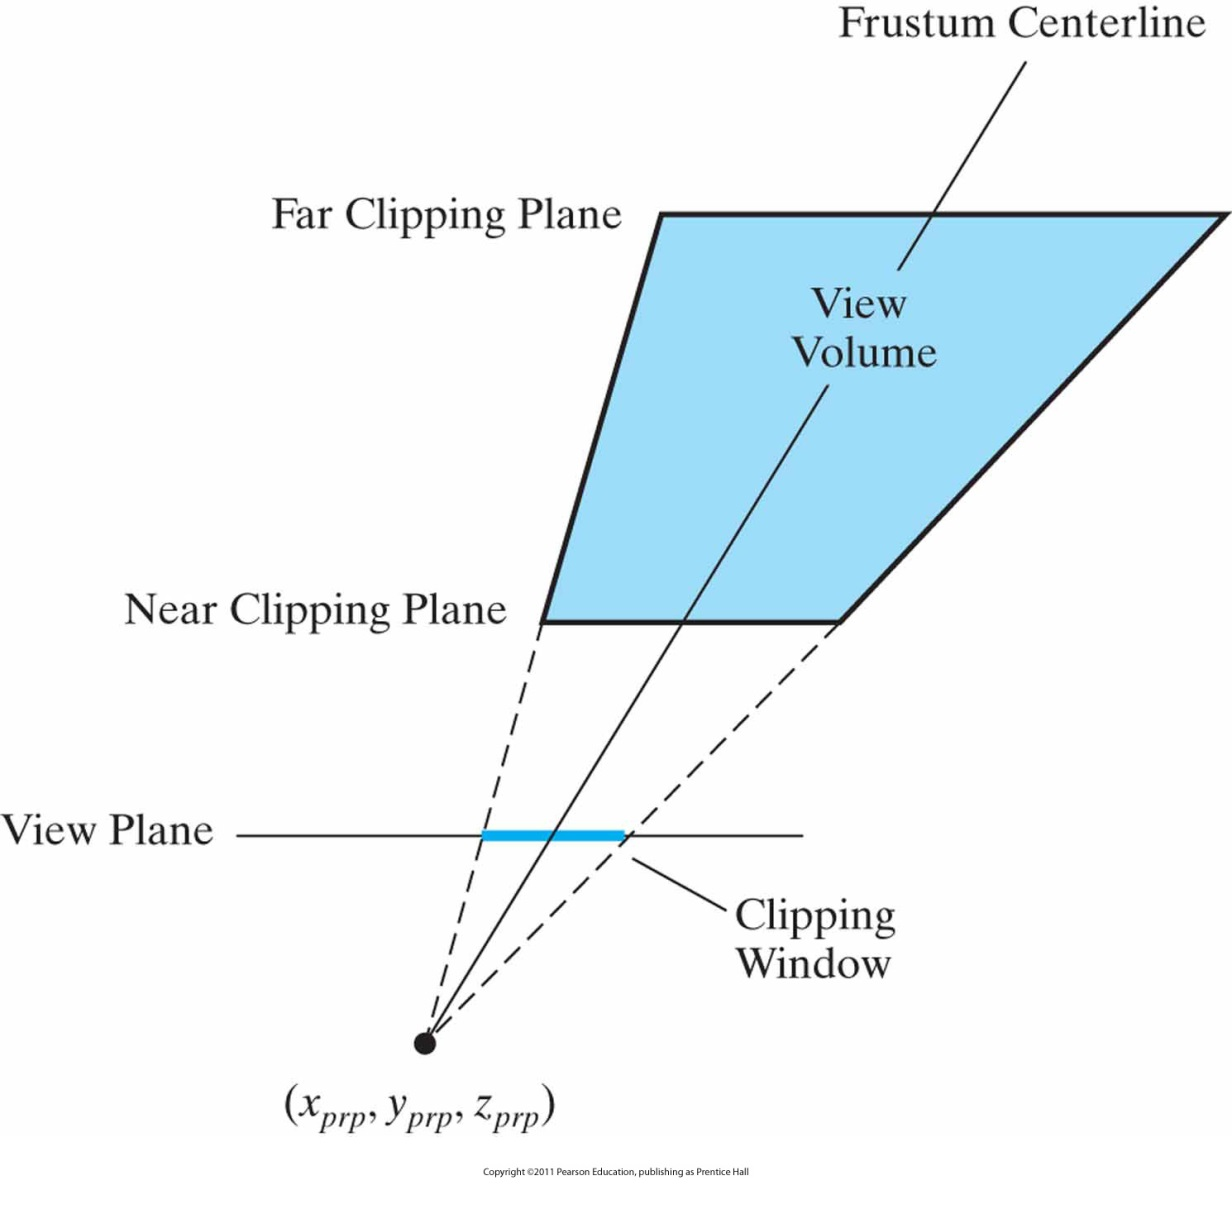 Frustum Centerline
Far Clipping Plane
View
Volume
Near Clipping Plane
View Plane
Clipping
Window
(xprp, yprp, zprp)
Copyright ©2011 Pearson Education, publishing as Prentice Hall